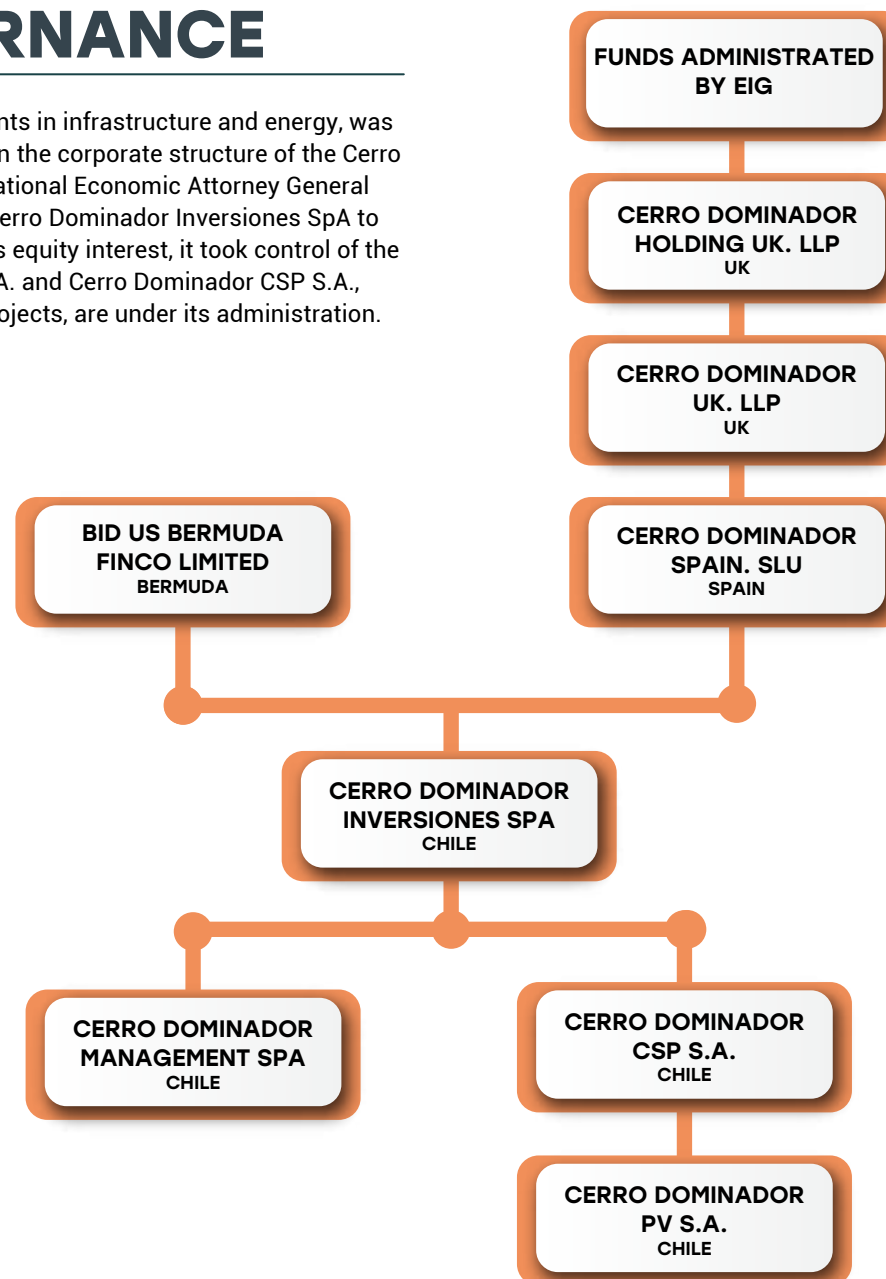 RNANCE
nts in infrastructure and energy, was
n the corporate structure of the Cerro
ational Economic Attorney General
erro Dominador Inversiones SpA to
s equity interest, it took control of the
A. and Cerro Dominador CSP S.A.,
ojects, are under its administration.
FUNDS ADMINISTRATED
BY EIG
CERRO DOMINADOR
HOLDING UK. LLP
UK
CERRO DOMINADOR
UK. LLP
UK
CERRO DOMINADOR
SPAIN. SLU
SPAIN
BID US BERMUDA
FINCO LIMITED
BERMUDA
CERRO DOMINADOR
INVERSIONES SPA
CHILE
CERRO DOMINADOR
MANAGEMENT SPA
CHILE
CERRO DOMINADOR
CSP S.A.
CHILE
CERRO DOMINADOR
PV S.A.
CHILE